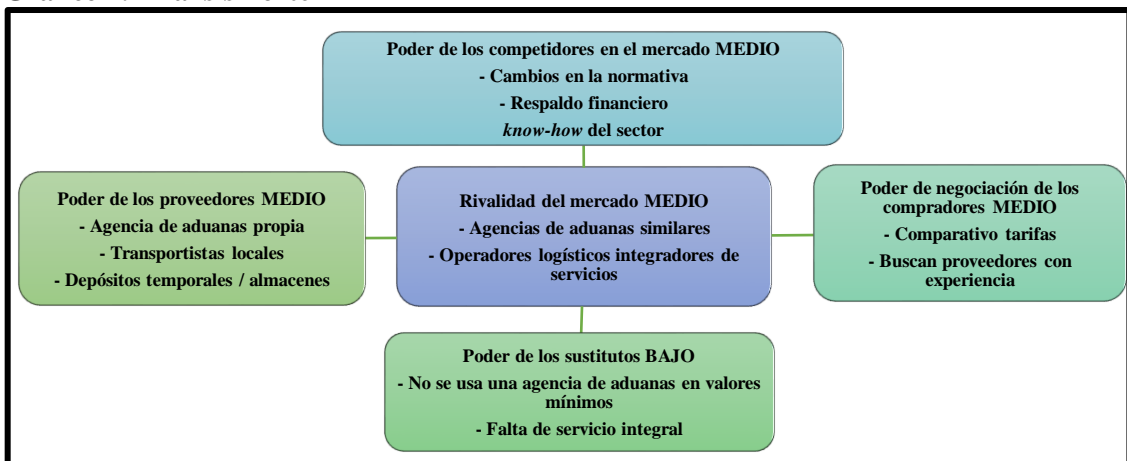 Poder de los competidores en el mercado MEDIO
- Cambios en la normativa
- Respaldo financiero
know-how del sector
Poder de los proveedores MEDIO
- Agencia de aduanas propia
- Transportistas locales
- Depósitos temporales / almacenes
Rivalidad del mercado MEDIO
- Agencias de aduanas similares
- Operadores logísticos integradores de
servicios
Poder de negociación de los
compradores MEDIO
- Comparativo tarifas
- Buscan proveedores con
experiencia
Poder de los sustitutos BAJO
- No se usa una agencia de aduanas en valores
mínimos
- Falta de servicio integral